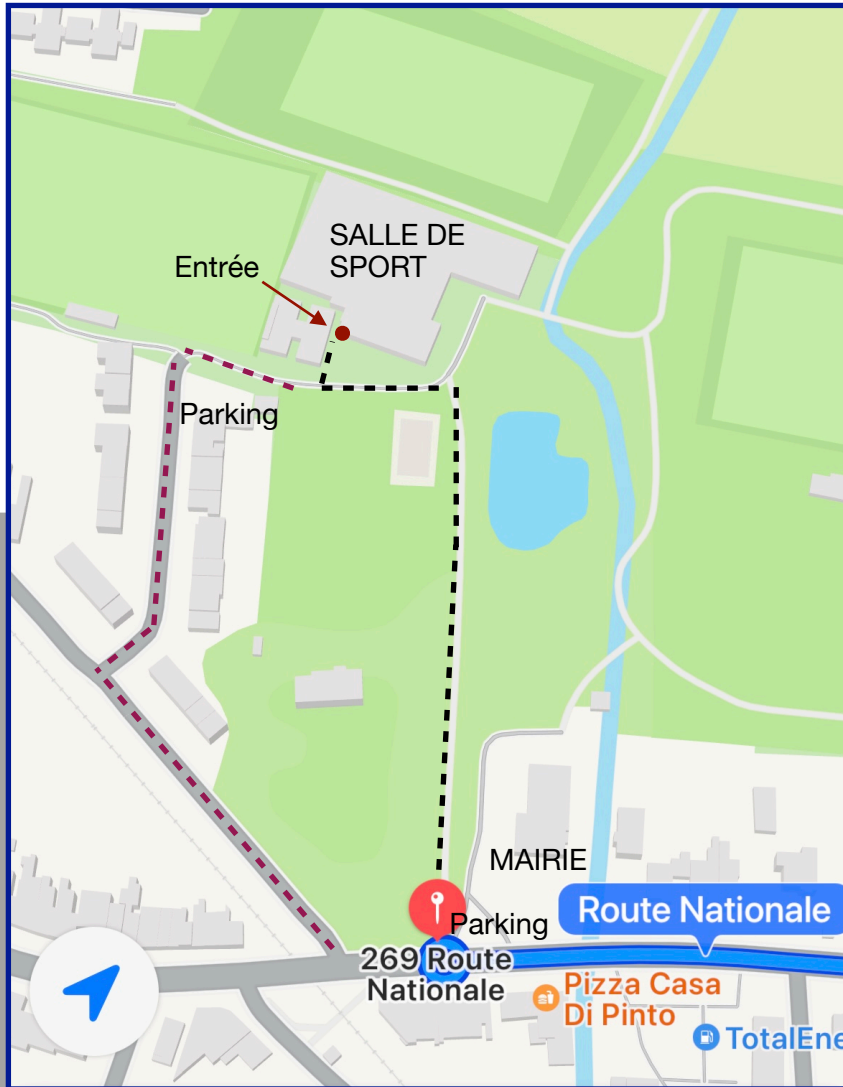 SALLE DE
SPORT
Entrée
Parking
MAIRIE
Route Nationale
Parking
269 Route
Nationale
Pizza Casa
Di Pinto
TotalEne